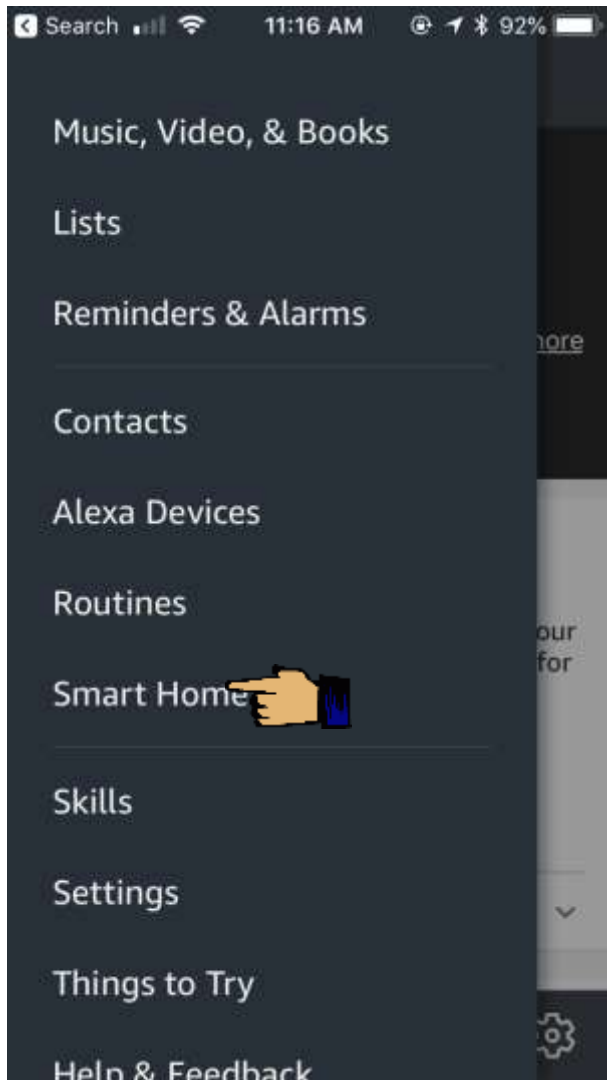 Search 11:16 AM 92%
Music, Video, & Books
Lists
Reminders & Alarms
more
Contacts
Alexa Devices
Routines
our
for
Smart Home
Skills
Settings
Things to Try
Help & Feedback